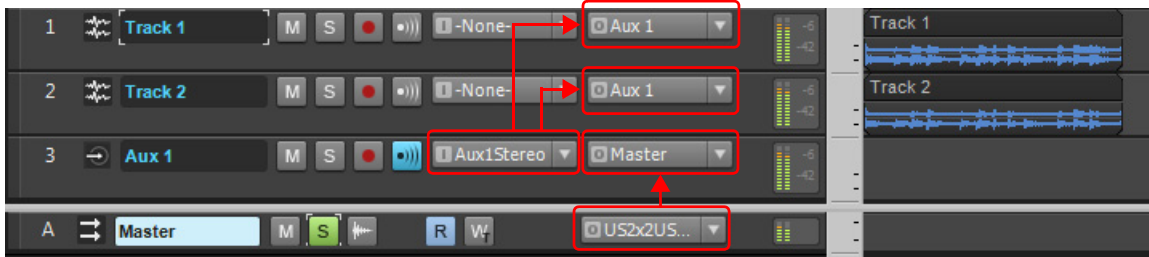 1 Track 1 M S I -None- O Aux 1 -6 -42 Track 1
2 Track 2 M S I -None- O Aux 1 -6 -42 Track 2
3 Aux 1 M S I Aux1Stereo O Master -6 -42
A Master M S R W O US2x2US...